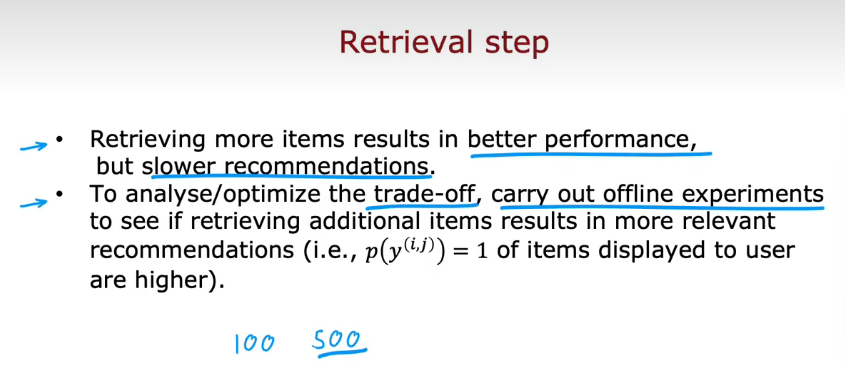 Retrieval step
• Retrieving more items results in better performance,
but slower recommendations.
• To analyse/optimize the trade-off, carry out offline experiments
to see if retrieving additional items results in more relevant
recommendations (i.e., p(y^(i,j)) = 1 of items displayed to user
are higher).
100 500